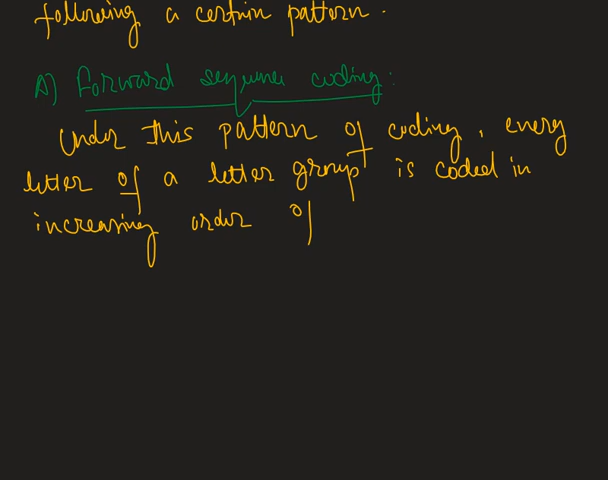 following a certain pattern.
A) Forward sequence coding:
Under this pattern of coding, every
letter of a letter group is coded in
increasing order of